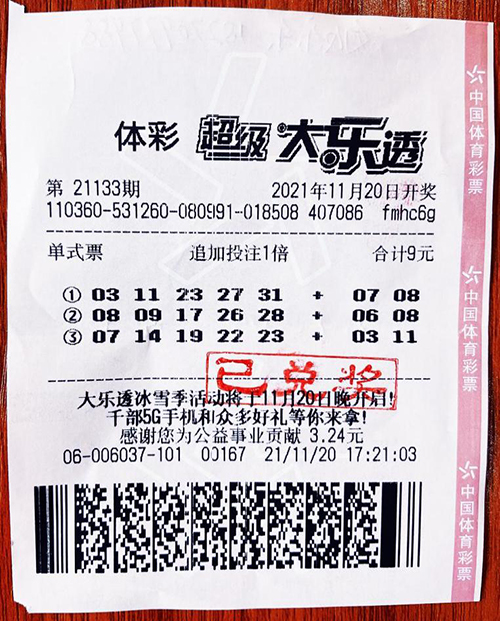 体彩 超级大乐透
第 21133期 2021年11月20日开奖
110360-531260-080991-018508 407086 fmhc6g
单式票 追加投注1倍 合计9元
① 03 11 23 27 31 + 07 08
② 08 09 17 26 28 + 06 08
③ 07 14 19 22 23 + 03 11
已兑奖
大乐透冰雪季活动将于11月20日晚开启!
千部5G手机和众多好礼等你来拿!
感谢您为公益事业贡献 3.24元
06-006037-101 00167 21/11/20 17:21:03
中国体育彩票
中国体育彩票
中国体育彩票